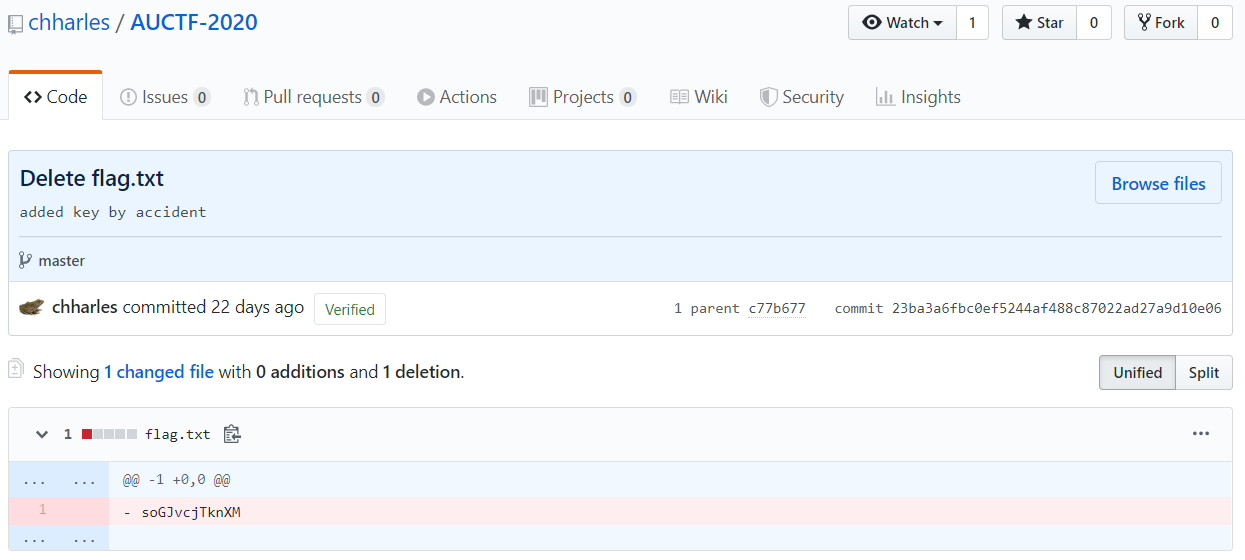 chharles / AUCTF-2020 Watch 1 Star 0 Fork 0
Code Issues 0 Pull requests 0 Actions Projects 0 Wiki Security Insights
Delete flag.txt Browse files
added key by accident
master
chharles committed 22 days ago Verified 1 parent c77b677 commit 23ba3a6fbc0ef5244af488c87022ad27a9d10e06
Showing 1 changed file with 0 additions and 1 deletion. Unified Split
1 flag.txt ...
... ... @@ -1 +0,0 @@
1 - soGJvcjTknXM
... ...